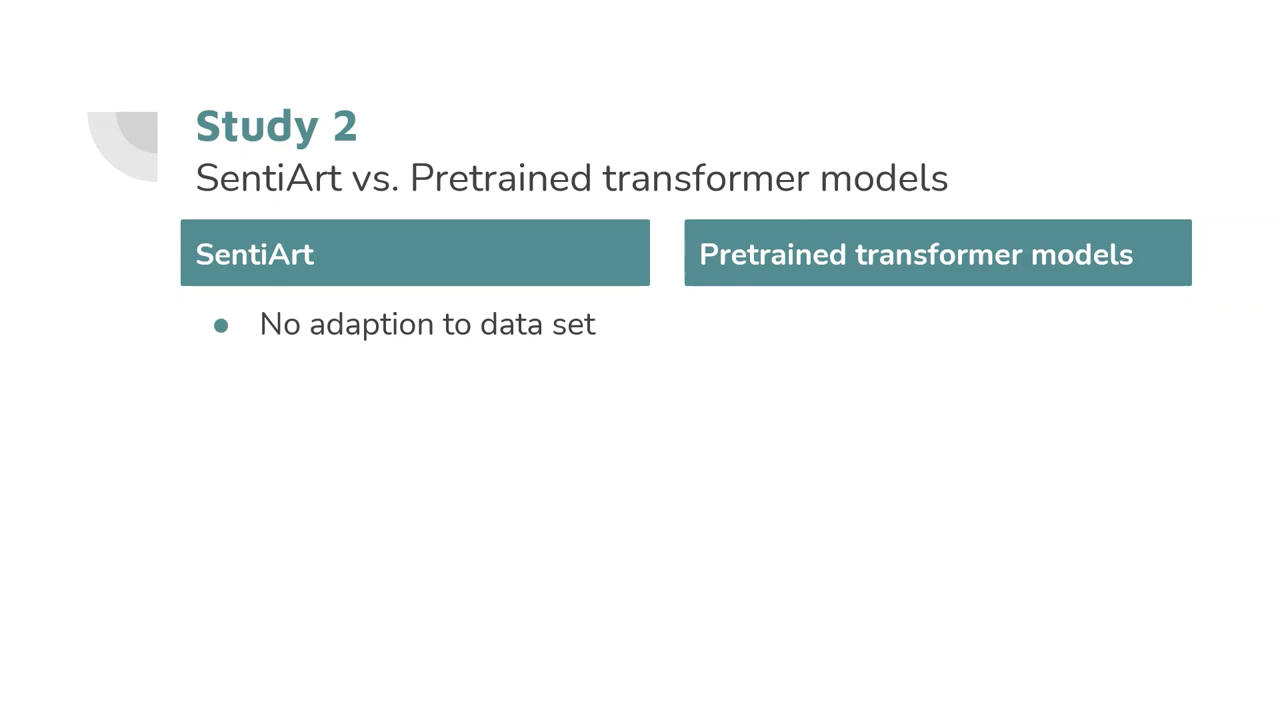 Study 2
SentiArt vs. Pretrained transformer models
SentiArt
Pretrained transformer models
● No adaption to data set